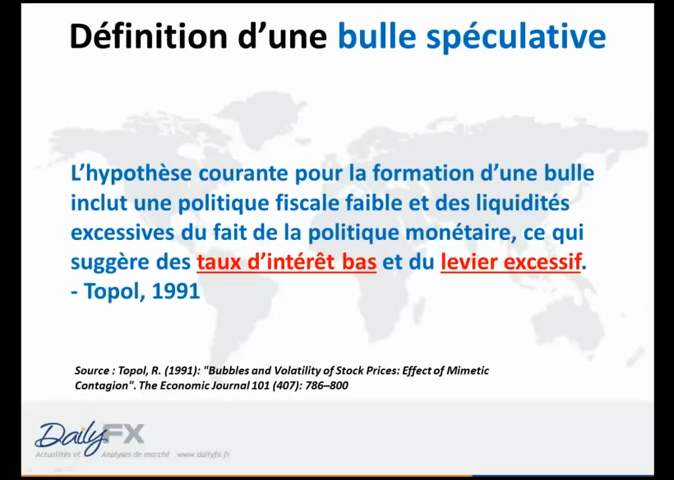 Définition d'une bulle spéculative
L'hypothèse courante pour la formation d'une bulle
inclut une politique fiscale faible et des liquidités
excessives du fait de la politique monétaire, ce qui
suggère des taux d'intérêt bas et du levier excessif.
- Topol, 1991
Source : Topol, R. (1991): "Bubbles and Volatility of Stock Prices: Effect of Mimetic
Contagion". The Economic Journal 101 (407): 786–800
DailyFX
Actualités et Analyses de marché www.dailyfx.fr